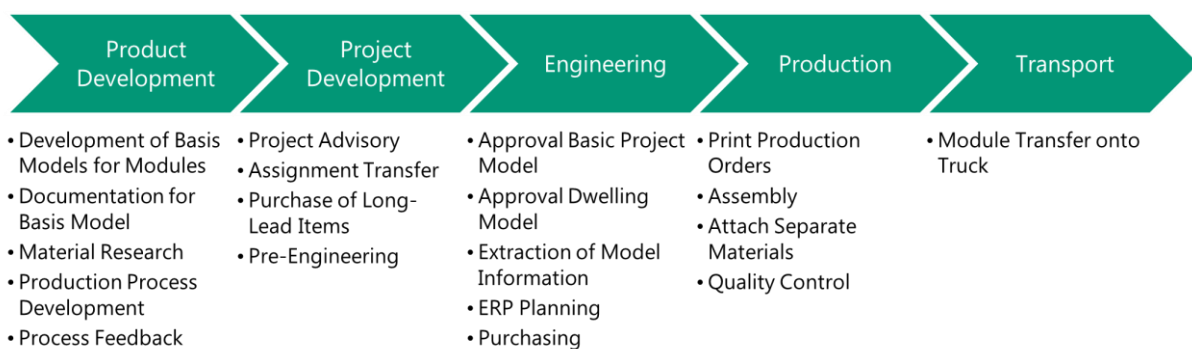 Product
Development
Project
Development
Engineering
Production
Transport
• Development of Basis
Models for Modules
• Documentation for
Basis Model
• Material Research
• Production Process
Development
• Process Feedback
• Project Advisory
• Assignment Transfer
• Purchase of Long-
Lead Items
• Pre-Engineering
• Approval Basic Project
Model
• Approval Dwelling
Model
• Extraction of Model
Information
• ERP Planning
• Purchasing
• Print Production
Orders
• Assembly
• Attach Separate
Materials
• Quality Control
• Module Transfer onto
Truck